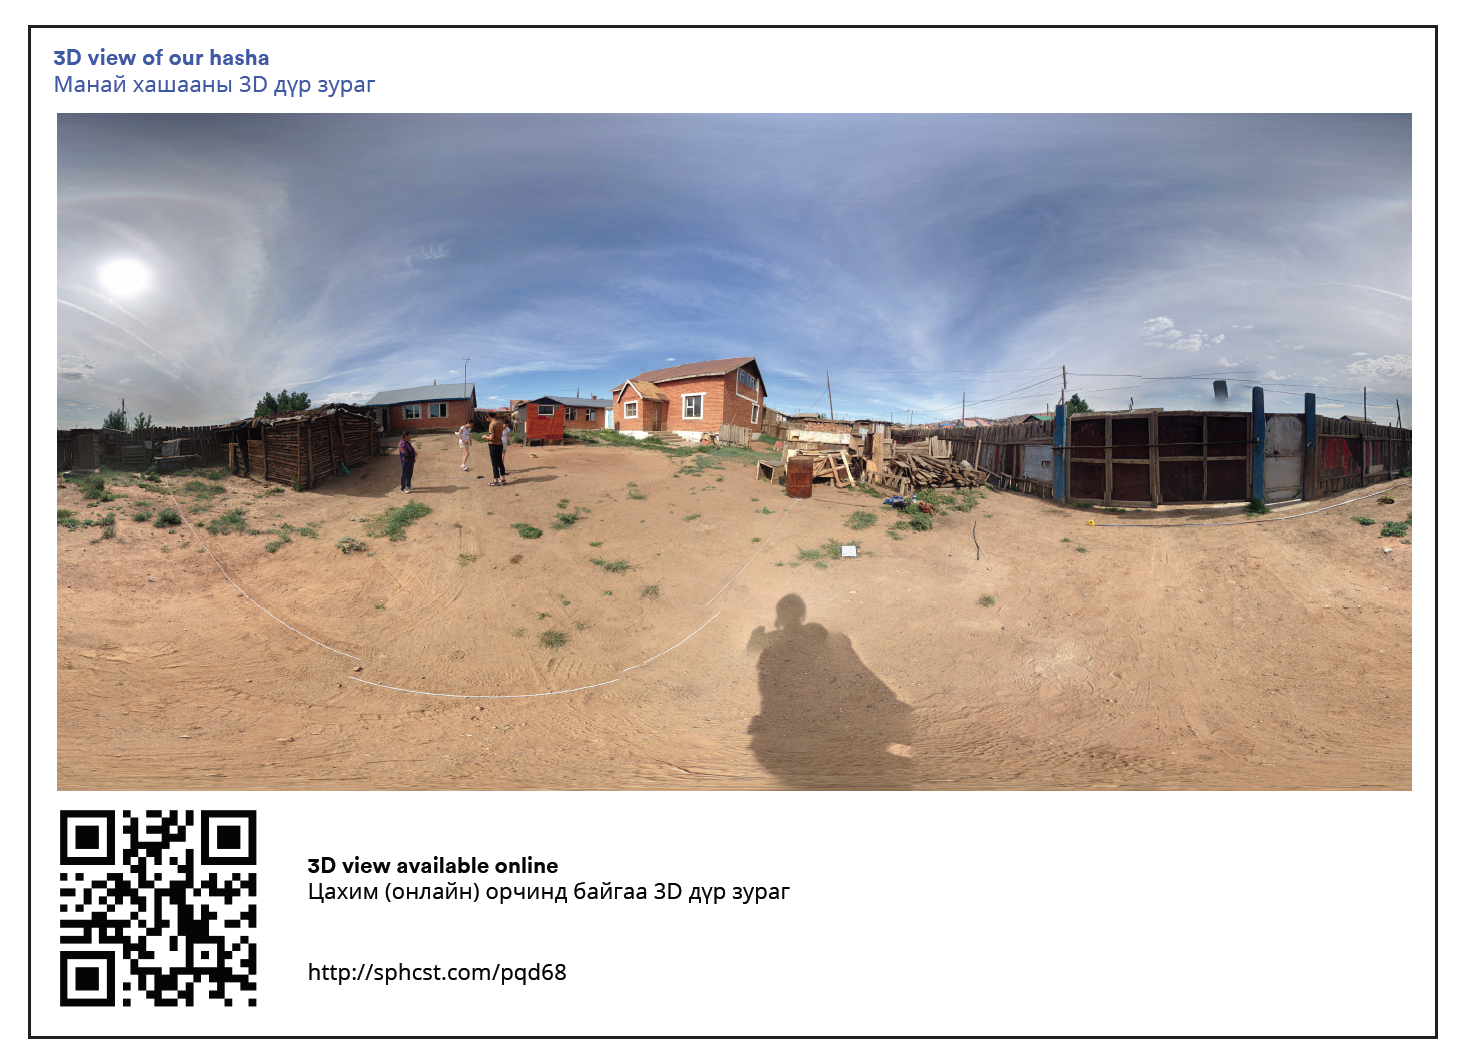 3D view of our hasha
Манай хашааны 3D дүр зураг
3D view available online
Цахим (онлайн) орчинд байгаа 3D дүр зураг
http://sphcst.com/pqd68